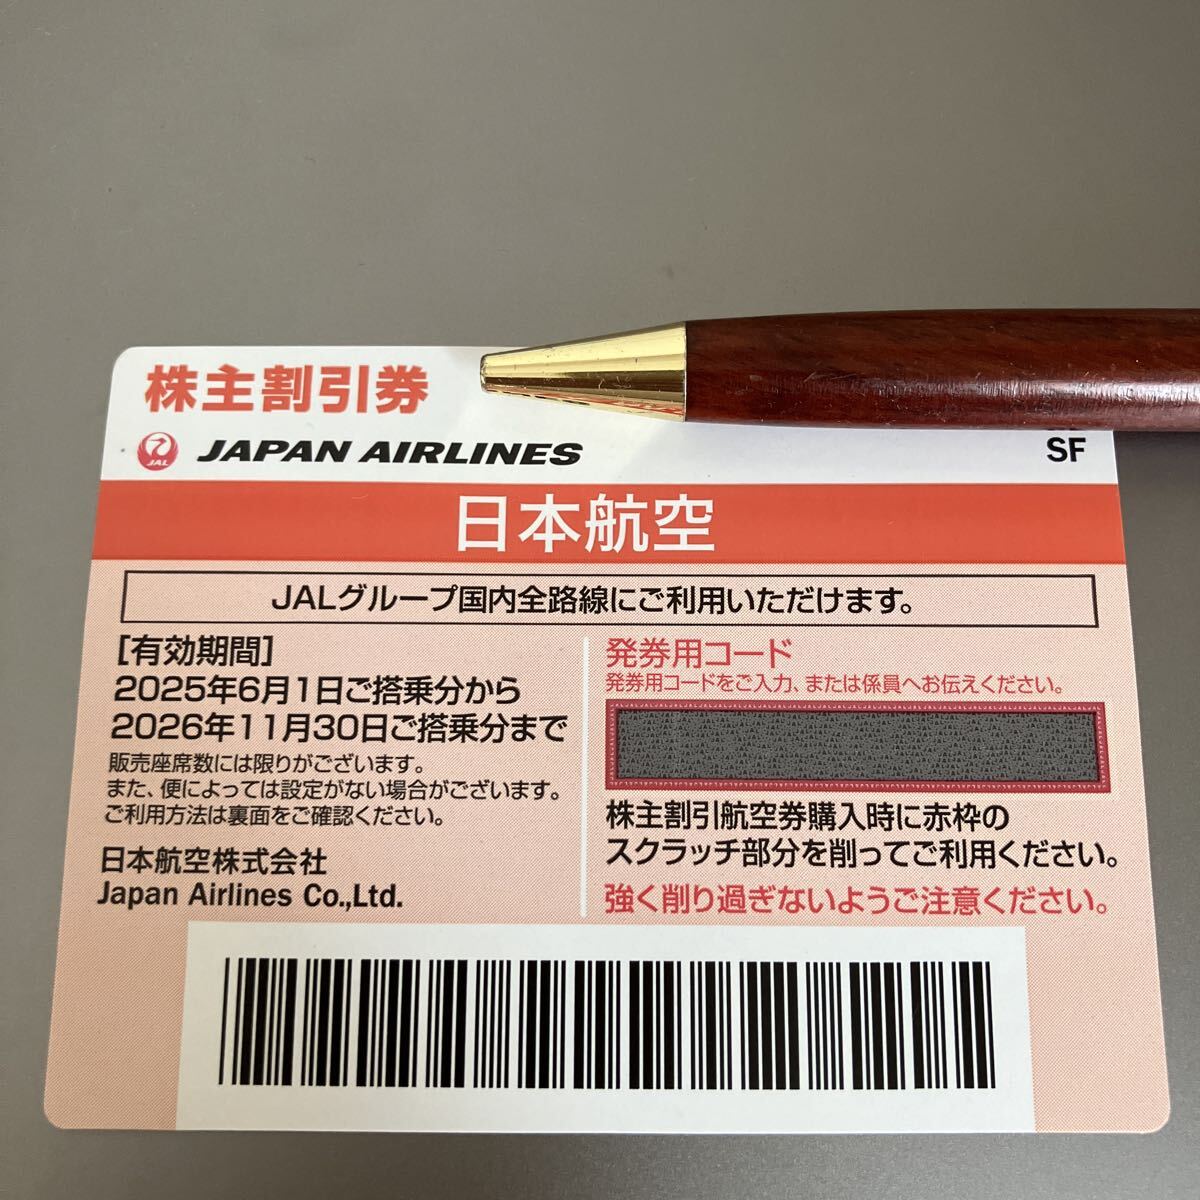 株主割引券
JAL
JAPAN AIRLINES
SF
日本航空
JALグループ国内全路線にご利用いただけます。
[有効期間]
2025年6月1日ご搭乗分から
2026年11月30日ご搭乗分まで
販売座席数には限りがございます。
また、便によっては設定がない場合がございます。
ご利用方法は裏面をご確認ください。
日本航空株式会社
Japan Airlines Co.,Ltd.
発券用コード
発券用コードをご入力、または係員へお伝えください。
株主割引航空券購入時に赤枠の
スクラッチ部分を削ってご利用ください。
強く削り過ぎないようご注意ください。